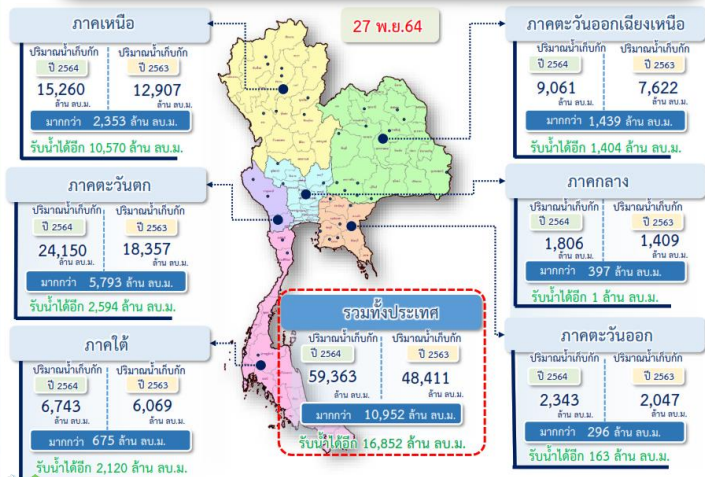 27 พ.ย.64
ภาคเหนือ
ปริมาณน้ำเก็บกัก ปริมาณน้ำเก็บกัก
ปี 2564 ปี 2563
15,260 12,907
ล้าน ลบ.ม. ล้าน ลบ.ม.
มากกว่า 2,353 ล้าน ลบ.ม.
รับน้ำได้อีก 10,570 ล้าน ลบ.ม.
ภาคตะวันออกเฉียงเหนือ
ปริมาณน้ำเก็บกัก ปริมาณน้ำเก็บกัก
ปี 2564 ปี 2563
9,061 7,622
ล้าน ลบ.ม. ล้าน ลบ.ม.
มากกว่า 1,439 ล้าน ลบ.ม.
รับน้ำได้อีก 1,404 ล้าน ลบ.ม.
ภาคตะวันตก
ปริมาณน้ำเก็บกัก ปริมาณน้ำเก็บกัก
ปี 2564 ปี 2563
24,150 18,357
ล้าน ลบ.ม. ล้าน ลบ.ม.
มากกว่า 5,793 ล้าน ลบ.ม.
รับน้ำได้อีก 2,594 ล้าน ลบ.ม.
ภาคกลาง
ปริมาณน้ำเก็บกัก ปริมาณน้ำเก็บกัก
ปี 2564 ปี 2563
1,806 1,409
ล้าน ลบ.ม. ล้าน ลบ.ม.
มากกว่า 397 ล้าน ลบ.ม.
รับน้ำได้อีก 1 ล้าน ลบ.ม.
ภาคใต้
ปริมาณน้ำเก็บกัก ปริมาณน้ำเก็บกัก
ปี 2564 ปี 2563
6,743 6,069
ล้าน ลบ.ม. ล้าน ลบ.ม.
มากกว่า 675 ล้าน ลบ.ม.
รับน้ำได้อีก 2,120 ล้าน ลบ.ม.
รวมทั้งประเทศ
ปริมาณน้ำเก็บกัก ปริมาณน้ำเก็บกัก
ปี 2564 ปี 2563
59,363 48,411
ล้าน ลบ.ม. ล้าน ลบ.ม.
มากกว่า 10,952 ล้าน ลบ.ม.
รับน้ำได้อีก 16,852 ล้าน ลบ.ม.
ภาคตะวันออก
ปริมาณน้ำเก็บกัก ปริมาณน้ำเก็บกัก
ปี 2564 ปี 2563
2,343 2,047
ล้าน ลบ.ม. ล้าน ลบ.ม.
มากกว่า 296 ล้าน ลบ.ม.
รับน้ำได้อีก 163 ล้าน ลบ.ม.